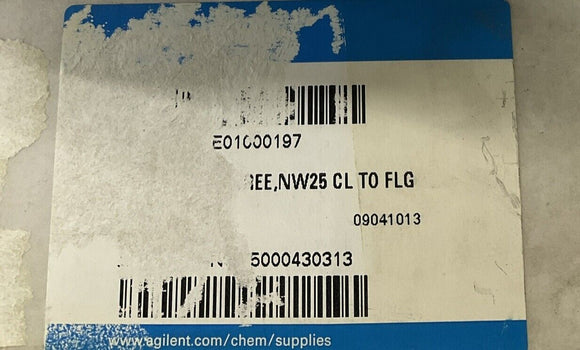 E01000197
EE,NW25 CL TO FLG
09041013
5000430313
www.agilent.com/chem/supplies